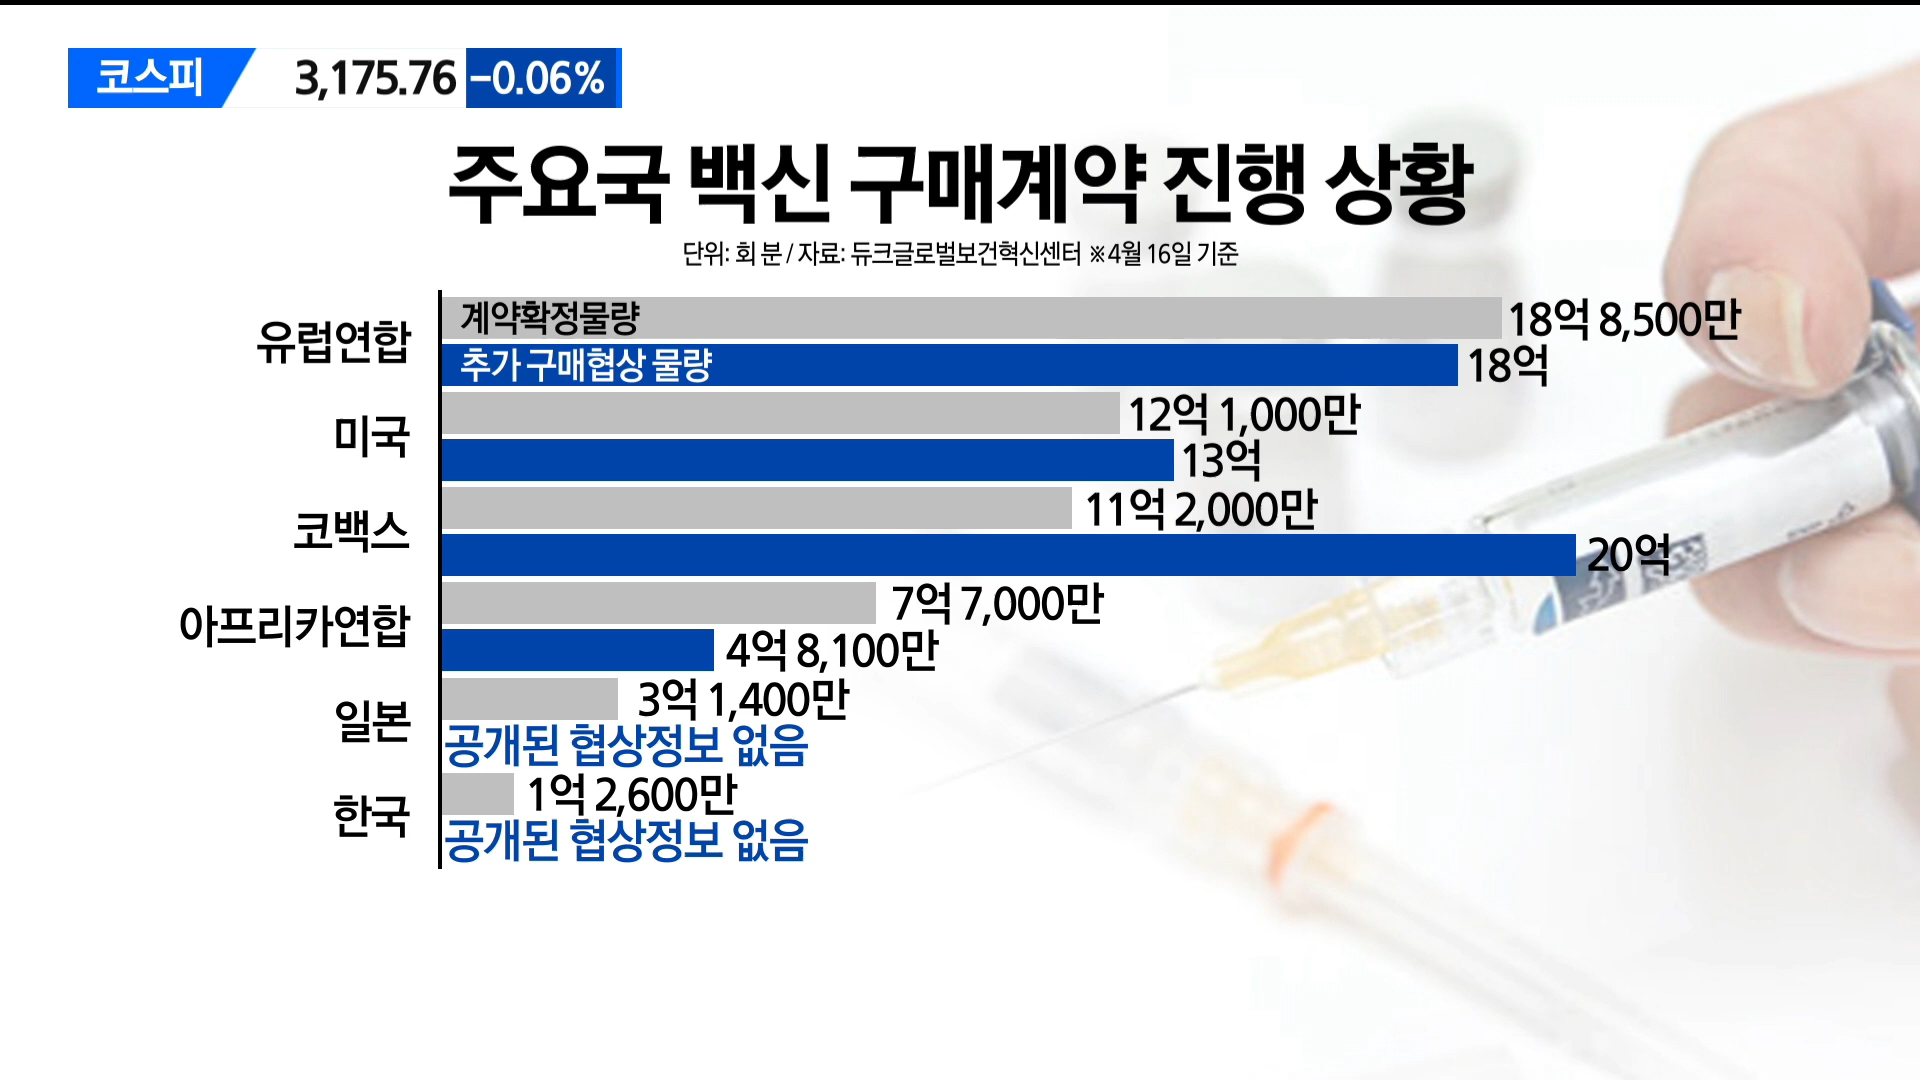 코스피 3,175.76 -0.06%
주요국 백신 구매계약 진행 상황
단위: 회 분 / 자료: 듀크글로벌보건혁신센터 ※4월 16일 기준
유럽연합
계약확정물량 18억 8,500만
추가 구매협상 물량 18억
미국
12억 1,000만
13억
코백스
11억 2,000만
20억
아프리카연합
7억 7,000만
4억 8,100만
일본
3억 1,400만
공개된 협상정보 없음
한국
1억 2,600만
공개된 협상정보 없음